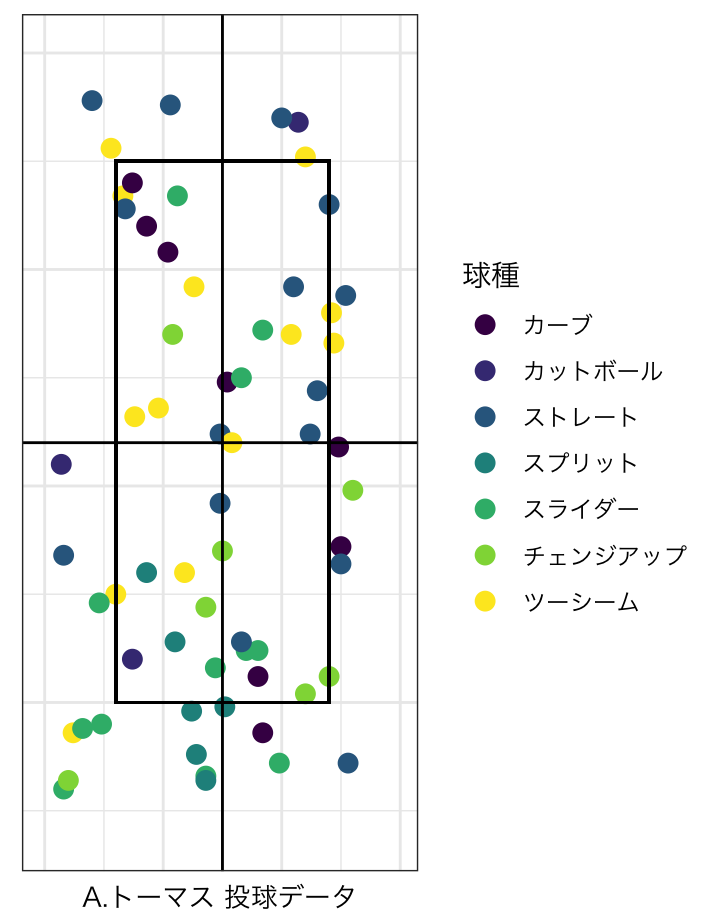 球種
カーブ
カットボール
ストレート
スプリット
スライダー
チェンジアップ
ツーシーム
A.トーマス 投球データ